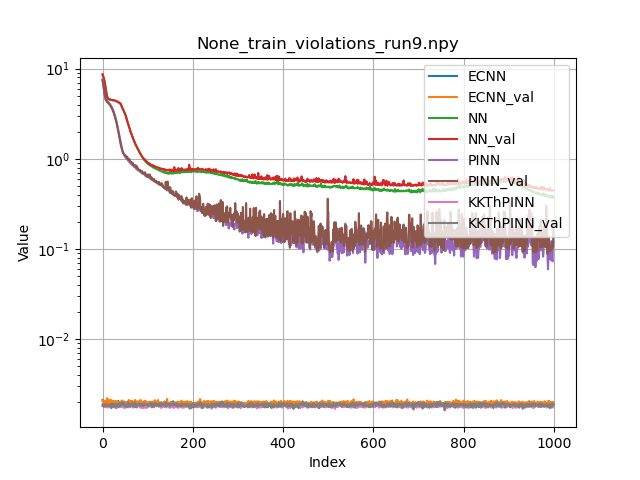 None_train_violations_run9.npy
Value
10^1
10^0
10^-1
10^-2
ECNN
ECNN_val
NN
NN_val
PINN
PINN_val
KKThPINN
KKThPINN_val
0 200 400 600 800 1000
Index